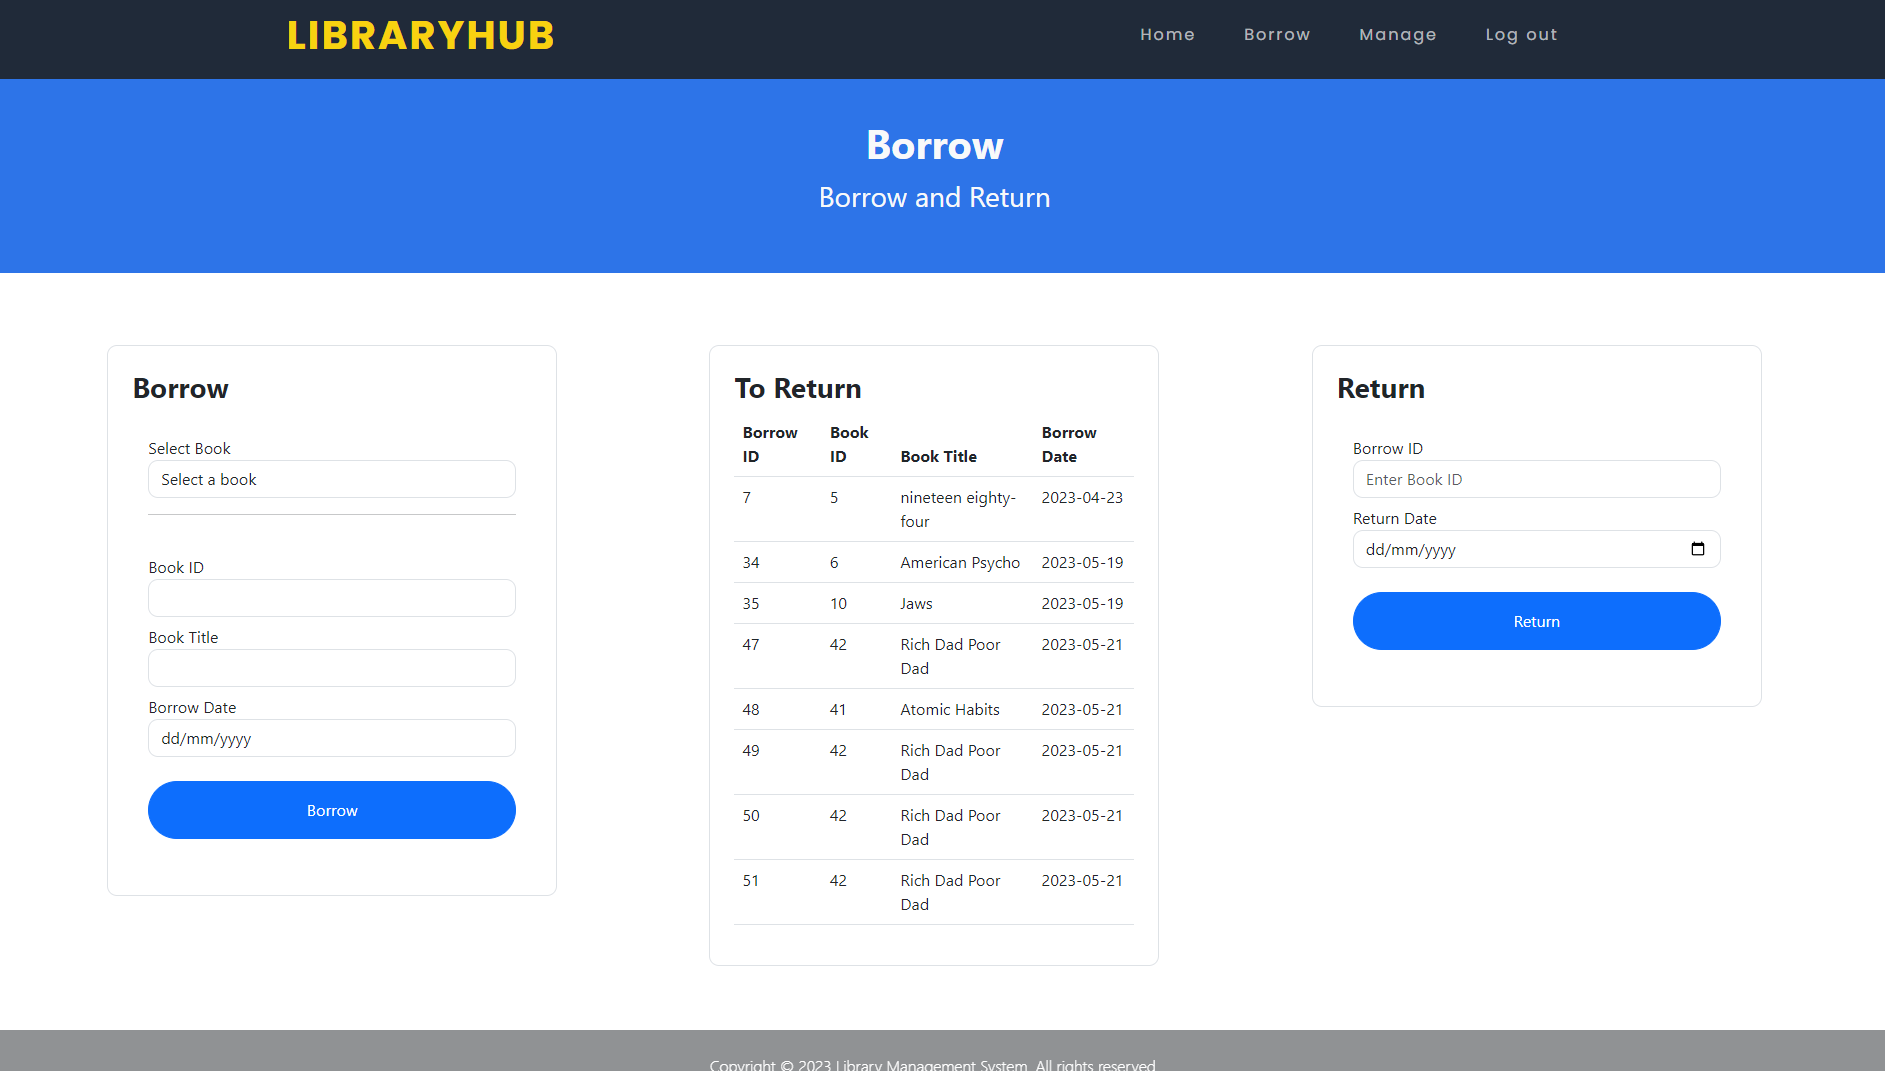 LIBRARYHUB
Home Borrow Manage Log out
Borrow
Borrow and Return
Borrow
Select Book
Select a book
Book ID
Book Title
Borrow Date
dd/mm/yyyy
Borrow
To Return
Borrow ID Book ID Book Title Borrow Date
7 5 nineteen eighty-four 2023-04-23
34 6 American Psycho 2023-05-19
35 10 Jaws 2023-05-19
47 42 Rich Dad Poor Dad 2023-05-21
48 41 Atomic Habits 2023-05-21
49 42 Rich Dad Poor Dad 2023-05-21
50 42 Rich Dad Poor Dad 2023-05-21
51 42 Rich Dad Poor Dad 2023-05-21
Return
Borrow ID
Enter Book ID
Return Date
dd/mm/yyyy
Return
Copyright © 2023 Library Management System. All rights reserved